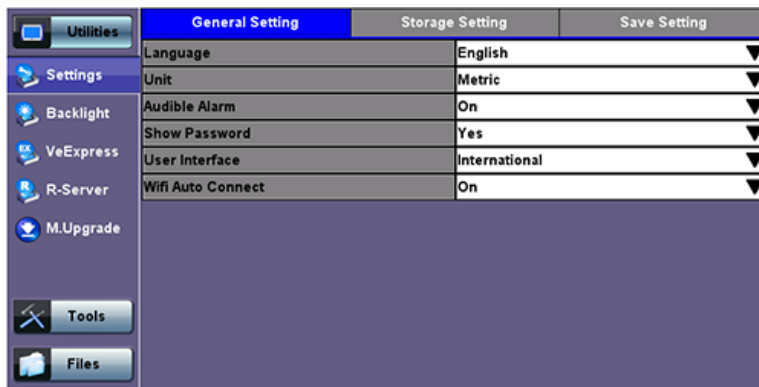 Utilities
Settings
Backlight
EX
VeExpress
R
R-Server
M.Upgrade
Tools
Files
General Setting Storage Setting Save Setting
Language English
Unit Metric
Audible Alarm On
Show Password Yes
User Interface International
Wifi Auto Connect On